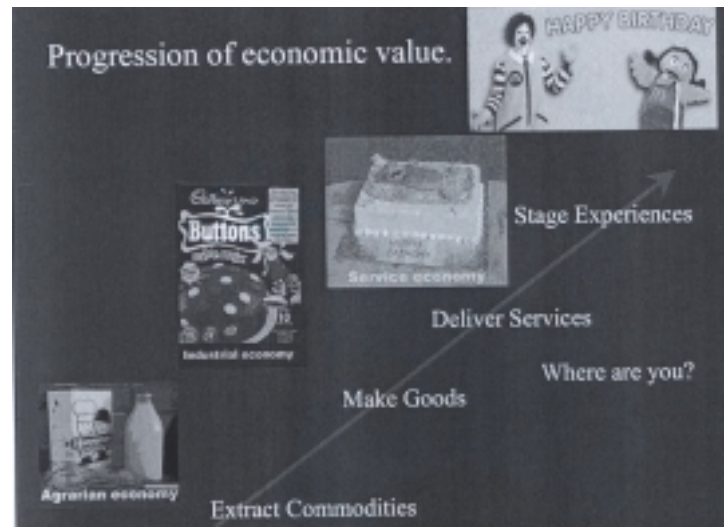 Progression of economic value.
HAPPY BIRTHDAY
Buttons
Stage Experiences
Service economy
Deliver Services
Industrial economy
Where are you?
Make Goods
Agrarian economy
Extract Commodities